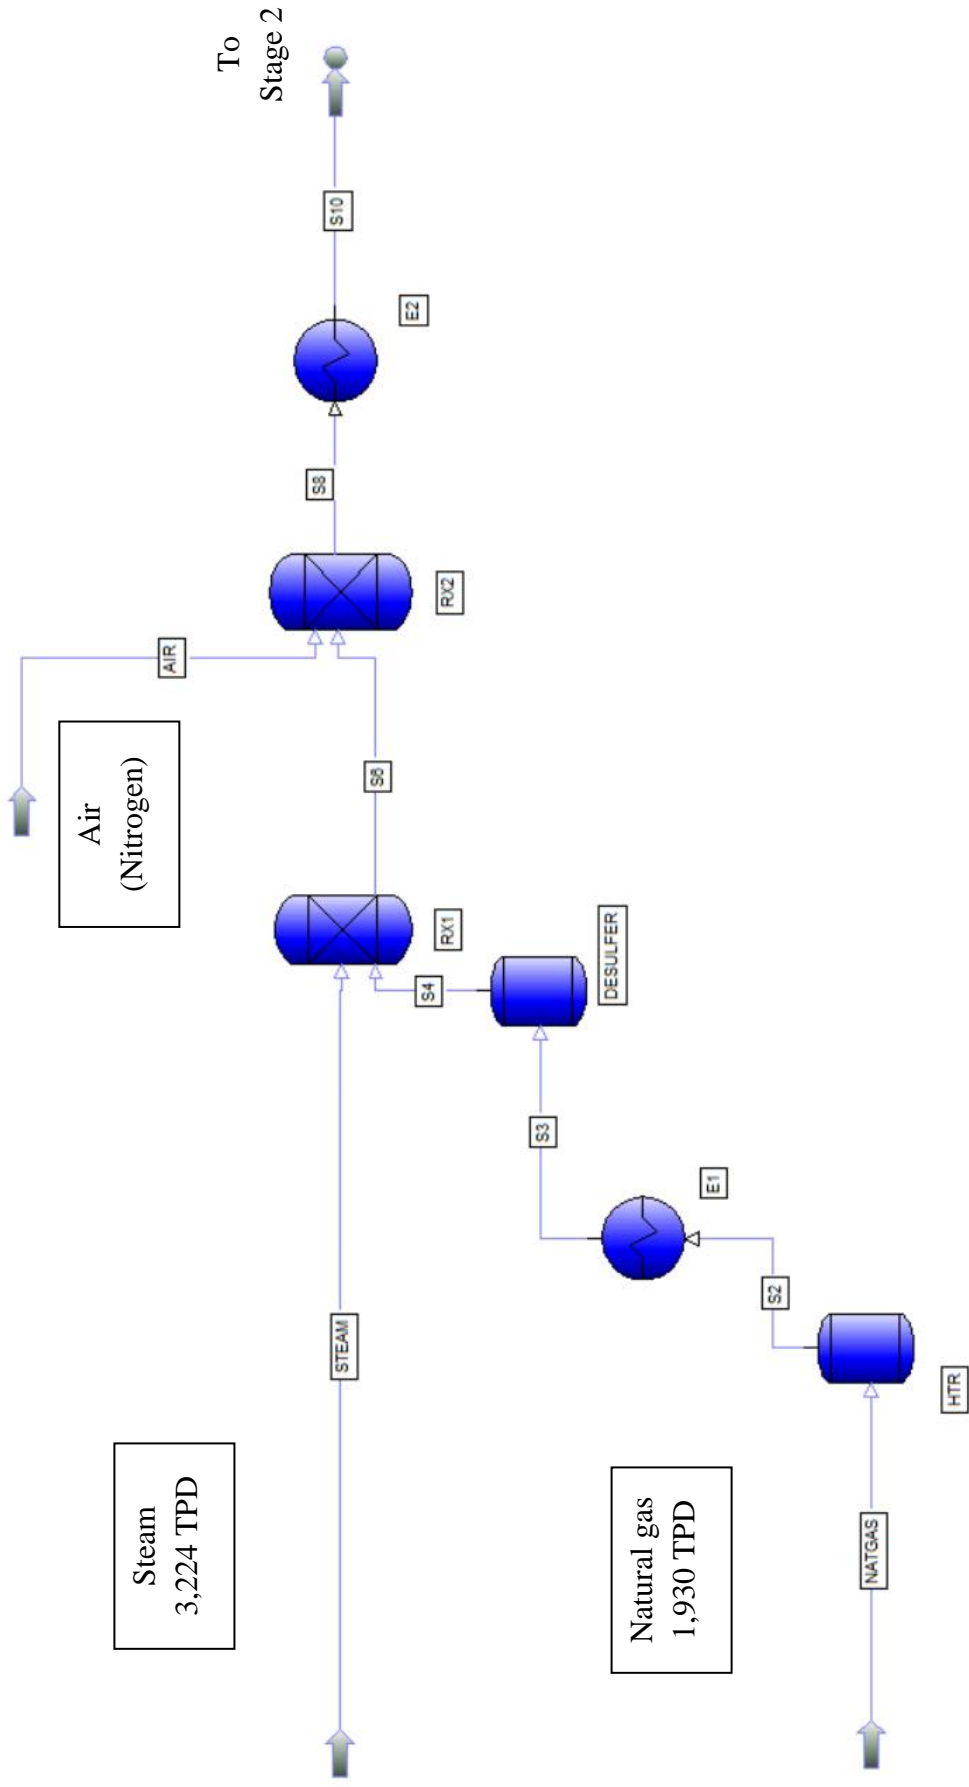 To
Stage 2
S10
E2
S8
RX2
AIR
Air
(Nitrogen)
S6
RX1
S4
DESULFER
S3
E1
STEAM
S2
HTR
Steam
3,224 TPD
Natural gas
1,930 TPD
NATGAS